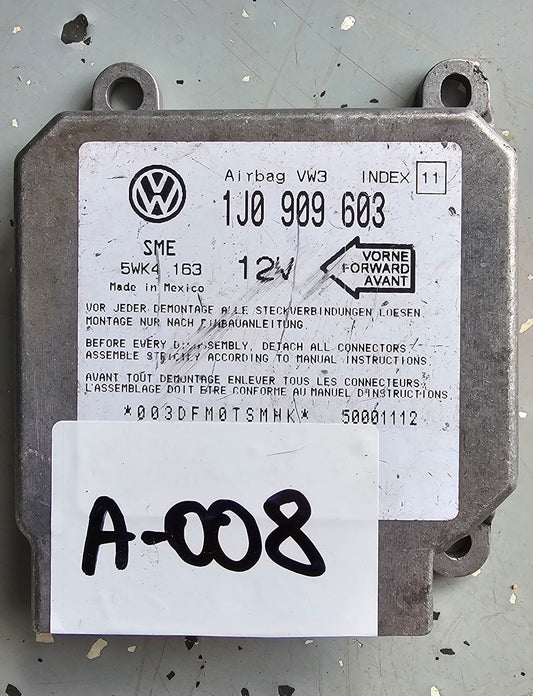 Airbag VW3 INDEX 11
1J0 909 603
SME
5WK4 163
Made in Mexico
12V
VORNE
FORWARD
AVANT
VOR JEDER DEMONTAGE ALLE STECKVERBINDUNGEN LOESEN
MONTAGE NUR NACH EINBAUANLEITUNG
BEFORE EVERY DISASSEMBLY, DETACH ALL CONNECTORS
ASSEMBLE STRICTLY ACCORDING TO MANUAL INSTRUCTIONS
AVANT TOUT DEMONTAGE ENLEVER TOUS LES CONNECTEURS
L'ASSEMBLAGE DOIT ETRE CONFORME AU MANUEL D'INSTRUCTIONS
*003DFM0TSMHK* 50001112
A-008